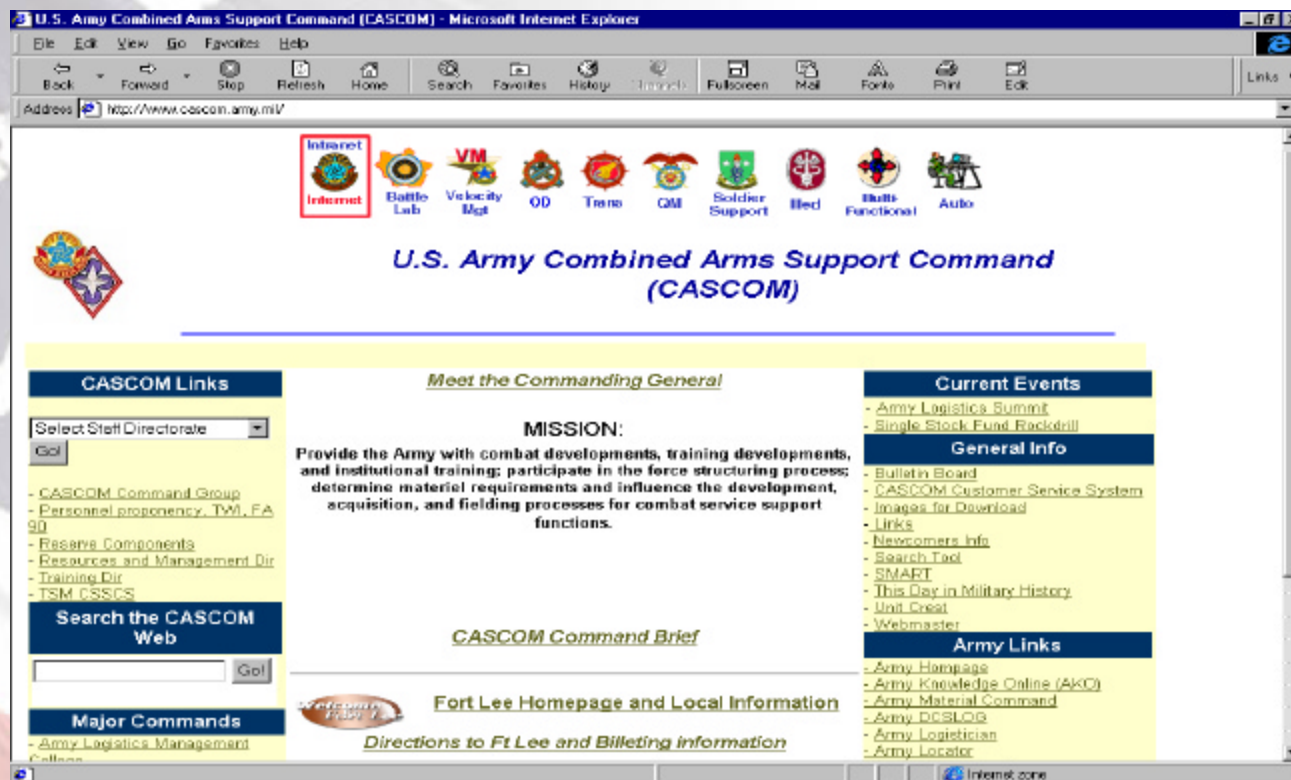 U.S. Army Combined Arms Support Command (CASCOM) - Microsoft Internet Explorer
File Edit View Go Favorites Help
Back Forward Stop Refresh Home Search Favorites History Channels Fullscreen Mail Fonts Print Edit Links
Address http://www.cascom.army.mil/
Intranet
Internet
Battle Lab
VM
Velocity Mgt
OD
Trans
QM
Soldier Support
Med
Multi-Functional
Auto
U.S. Army Combined Arms Support Command
(CASCOM)
CASCOM Links
Select Staff Directorate
Go!
- CASCOM Command Group
- Personnel proponency, TWI, FA
90
- Reserve Components
- Resources and Management Dir
- Training Dir
- TSM CSSCS
Search the CASCOM
Web
Go!
Major Commands
- Army Logistics Management
College
Meet the Commanding General
MISSION:
Provide the Army with combat developments, training developments,
and institutional training; participate in the force structuring process;
determine materiel requirements and influence the development,
acquisition, and fielding processes for combat service support
functions.
CASCOM Command Brief
Welcome
Fort Lee Homepage and Local Information
Directions to Ft Lee and Billeting information
Current Events
- Army Logistics Summit
- Single Stock Fund Rockdrill
General Info
- Bulletin Board
- CASCOM Customer Service System
- Images for Download
- Links
- Newcomers Info
- Search Tool
- SMART
- This Day in Military History
- Unit Crest
- Webmaster
Army Links
- Army Hompage
- Army Knowledge Online (AKO)
- Army Material Command
- Army DCSLOG
- Army Logistician
- Army Locator
Internet zone